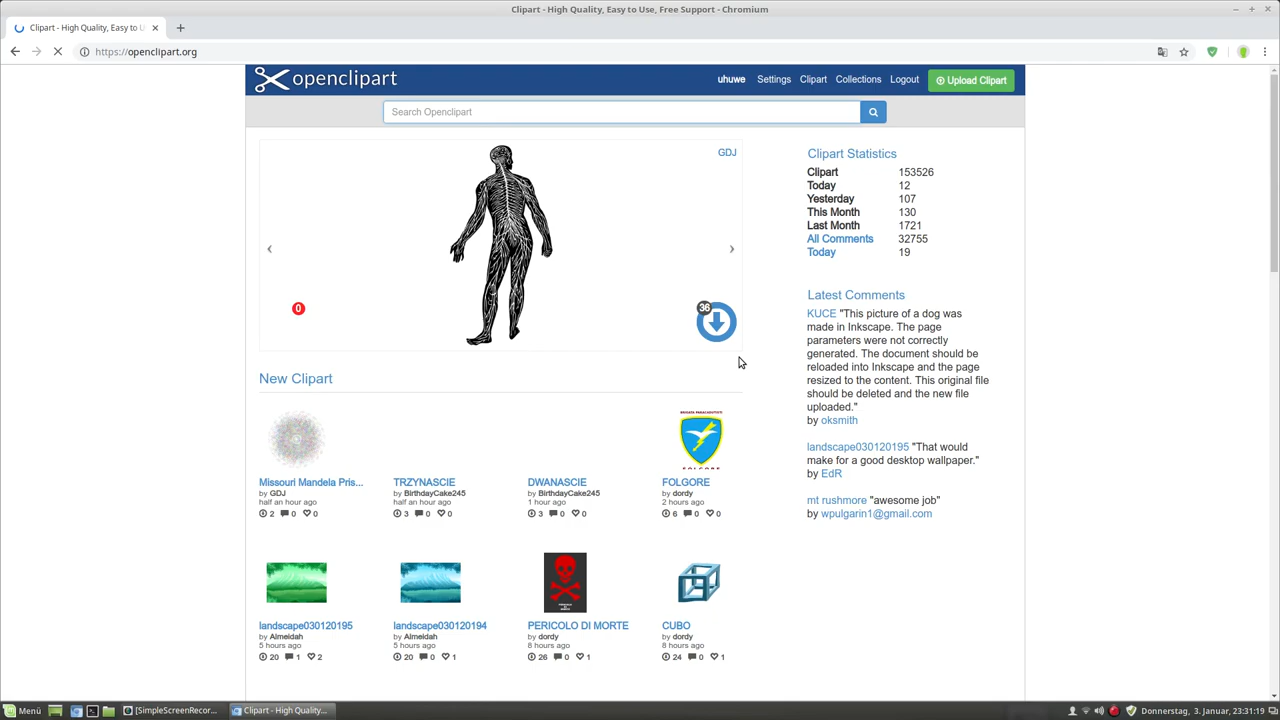 Clipart - High Quality, Easy to Use, Free Support - Chromium
Clipart - High Quality, Easy to U
https://openclipart.org
openclipart
uhuwe Settings Clipart Collections Logout Upload Clipart
Search Openclipart
GDJ
0
36
Clipart Statistics
Clipart 153526
Today 12
Yesterday 107
This Month 130
Last Month 1721
All Comments 32755
Today 19
Latest Comments
KUCE "This picture of a dog was
made in Inkscape. The page
parameters were not correctly
generated. The document should be
reloaded into Inkscape and the page
resized to the content. This original file
should be deleted and the new file
uploaded."
by oksmith
landscape030120195 "That would
make for a good desktop wallpaper."
by EdR
mt rushmore "awesome job"
by wpulgarin1@gmail.com
New Clipart
FOLGORE
Missouri Mandela Pris... TRZYNASCIE DWANASCIE FOLGORE
by GDJ by BirthdayCake245 by BirthdayCake245 by dordy
half an hour ago half an hour ago 1 hour ago 2 hours ago
2 0 0 3 0 0 3 0 0 6 0 0
landscape030120195 landscape030120194 PERICOLO DI MORTE CUBO
by Almeidah by Almeidah by dordy by dordy
5 hours ago 5 hours ago 8 hours ago 8 hours ago
20 1 2 20 0 1 26 0 1 24 0 1
Menü [SimpleScreenRecor... Clipart - High Quality,... Donnerstag, 3. Januar, 23:31:19